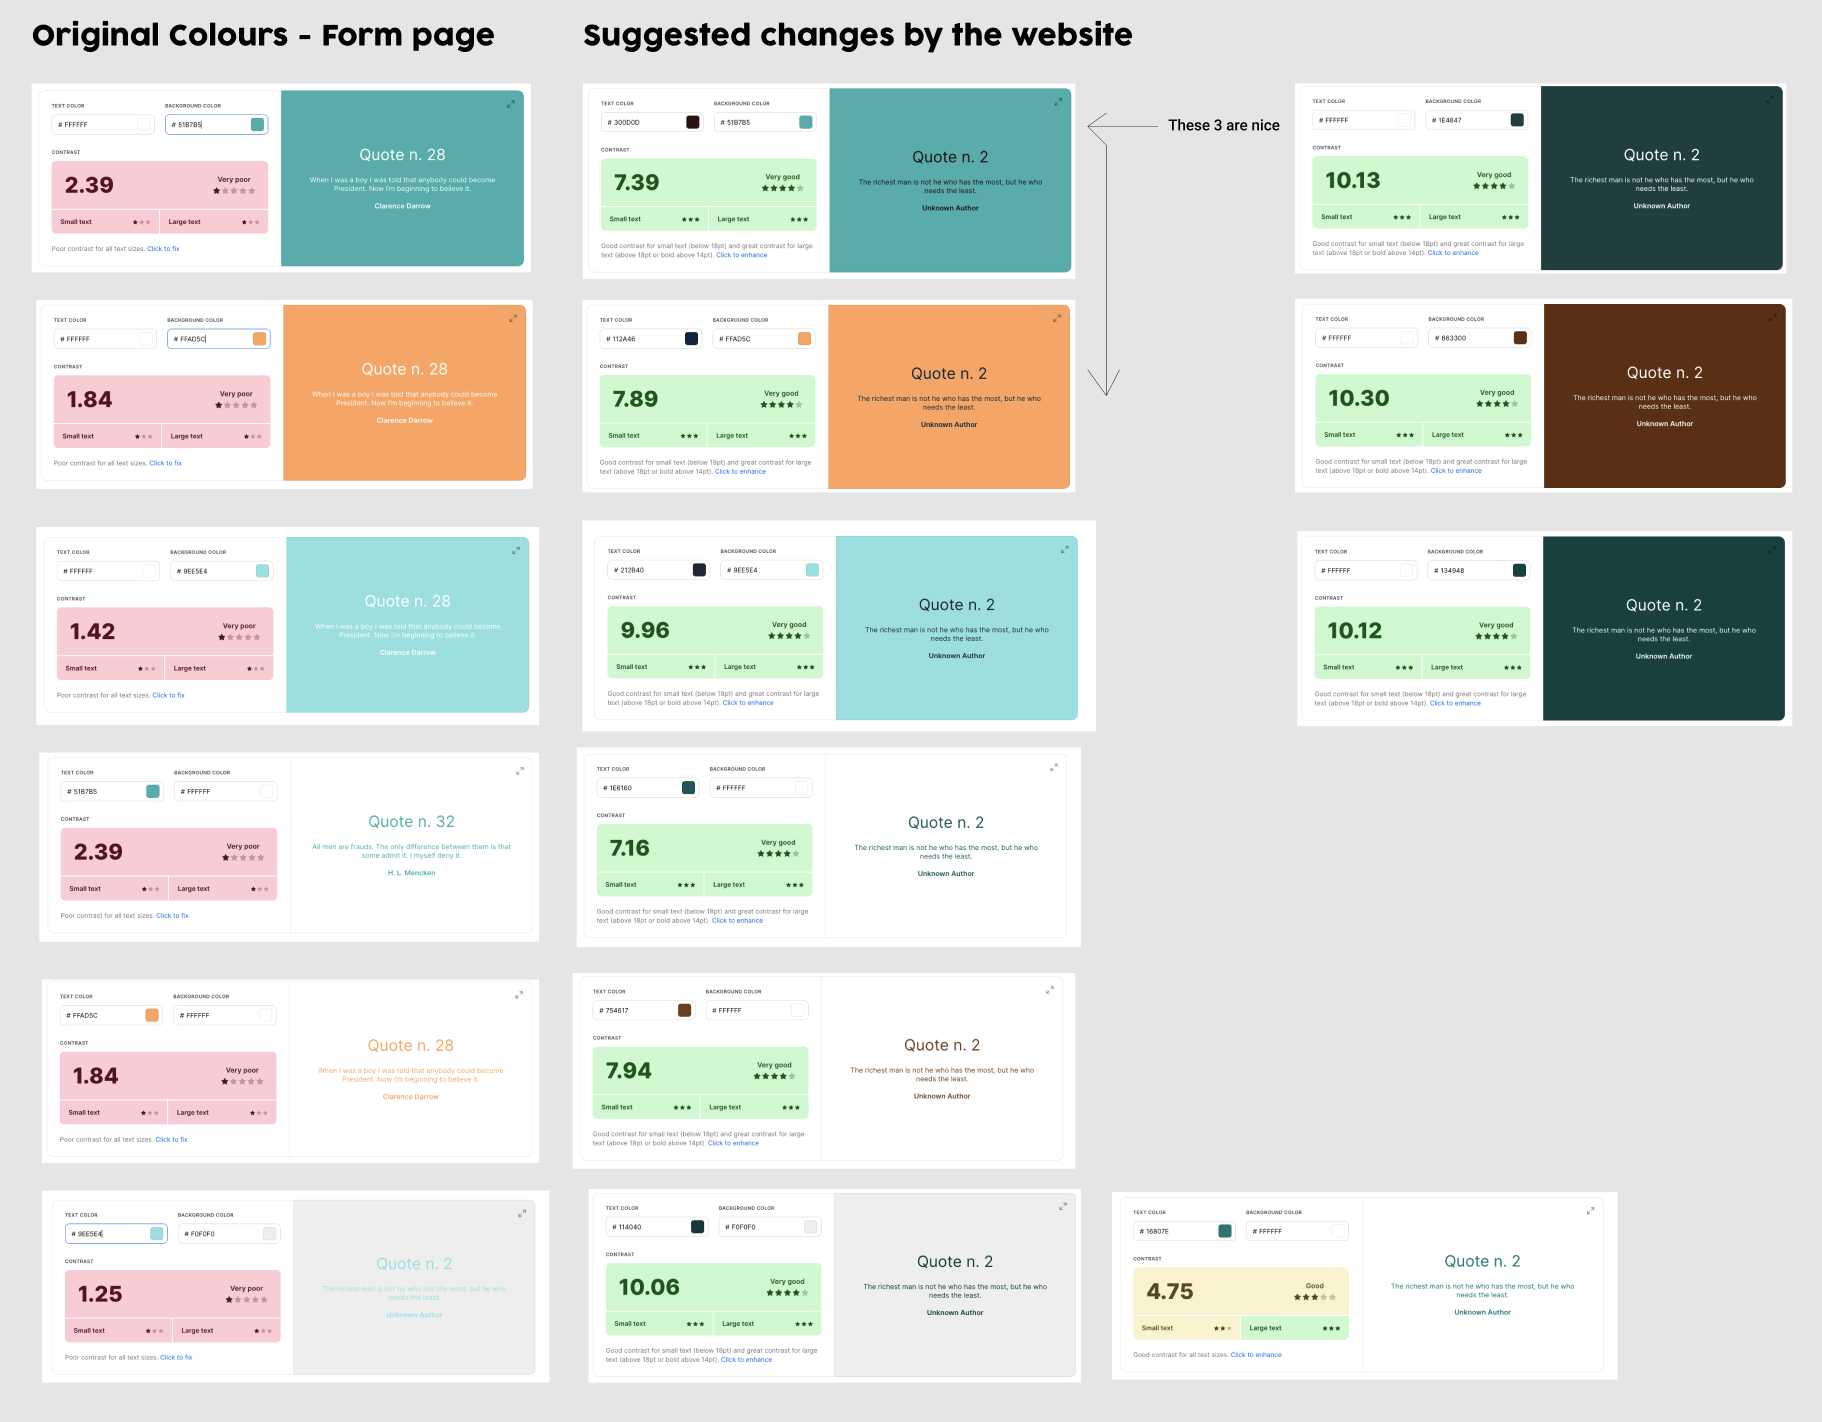 Original Colours - Form page
Suggested changes by the website
TEXT COLOR
BACKGROUND COLOR
# FFFFFF
# 51B7B5
CONTRAST
2.39
Very poor
Small text
Large text
Poor contrast for all text sizes. Click to fix
Quote n. 28
When I was a boy I was told that anybody could become
President. Now I'm beginning to believe it.
Clarence Darrow
TEXT COLOR
BACKGROUND COLOR
# 300D0D
# 51B7B5
CONTRAST
7.39
Very good
Small text
Large text
Good contrast for small text (below 18pt) and great contrast for large
text (above 18pt or bold above 14pt). Click to enhance
Quote n. 2
The richest man is not he who has the most, but he who
needs the least.
Unknown Author
These 3 are nice
TEXT COLOR
BACKGROUND COLOR
# FFFFFF
# 1E4847
CONTRAST
10.13
Very good
Small text
Large text
Good contrast for small text (below 18pt) and great contrast for large
text (above 18pt or bold above 14pt). Click to enhance
Quote n. 2
The richest man is not he who has the most, but he who
needs the least.
Unknown Author
TEXT COLOR
BACKGROUND COLOR
# FFFFFF
# FFAD5C
CONTRAST
1.84
Very poor
Small text
Large text
Poor contrast for all text sizes. Click to fix
Quote n. 28
When I was a boy I was told that anybody could become
President. Now I'm beginning to believe it.
Clarence Darrow
TEXT COLOR
BACKGROUND COLOR
# 112A46
# FFAD5C
CONTRAST
7.89
Very good
Small text
Large text
Good contrast for small text (below 18pt) and great contrast for large
text (above 18pt or bold above 14pt). Click to enhance
Quote n. 2
The richest man is not he who has the most, but he who
needs the least.
Unknown Author
TEXT COLOR
BACKGROUND COLOR
# FFFFFF
# 663300
CONTRAST
10.30
Very good
Small text
Large text
Good contrast for small text (below 18pt) and great contrast for large
text (above 18pt or bold above 14pt). Click to enhance
Quote n. 2
The richest man is not he who has the most, but he who
needs the least.
Unknown Author
TEXT COLOR
BACKGROUND COLOR
# FFFFFF
# 9EE5E4
CONTRAST
1.42
Very poor
Small text
Large text
Poor contrast for all text sizes. Click to fix
Quote n. 28
When I was a boy I was told that anybody could become
President. Now I'm beginning to believe it.
Clarence Darrow
TEXT COLOR
BACKGROUND COLOR
# 212B40
# 9EE5E4
CONTRAST
9.96
Very good
Small text
Large text
Good contrast for small text (below 18pt) and great contrast for large
text (above 18pt or bold above 14pt). Click to enhance
Quote n. 2
The richest man is not he who has the most, but he who
needs the least.
Unknown Author
TEXT COLOR
BACKGROUND COLOR
# FFFFFF
# 134948
CONTRAST
10.12
Very good
Small text
Large text
Good contrast for small text (below 18pt) and great contrast for large
text (above 18pt or bold above 14pt). Click to enhance
Quote n. 2
The richest man is not he who has the most, but he who
needs the least.
Unknown Author
TEXT COLOR
BACKGROUND COLOR
# 51B7B5
# FFFFFF
CONTRAST
2.39
Very poor
Small text
Large text
Poor contrast for all text sizes. Click to fix
Quote n. 32
All men are frauds. The only difference between them is that
some admit it. I myself deny it.
H. L. Mencken
TEXT COLOR
BACKGROUND COLOR
# 1E6160
# FFFFFF
CONTRAST
7.16
Very good
Small text
Large text
Good contrast for small text (below 18pt) and great contrast for large
text (above 18pt or bold above 14pt). Click to enhance
Quote n. 2
The richest man is not he who has the most, but he who
needs the least.
Unknown Author
TEXT COLOR
BACKGROUND COLOR
# FFAD5C
# FFFFFF
CONTRAST
1.84
Very poor
Small text
Large text
Poor contrast for all text sizes. Click to fix
Quote n. 28
When I was a boy I was told that anybody could become
President. Now I'm beginning to believe it.
Clarence Darrow
TEXT COLOR
BACKGROUND COLOR
# 754617
# FFFFFF
CONTRAST
7.94
Very good
Small text
Large text
Good contrast for small text (below 18pt) and great contrast for large
text (above 18pt or bold above 14pt). Click to enhance
Quote n. 2
The richest man is not he who has the most, but he who
needs the least.
Unknown Author
TEXT COLOR
BACKGROUND COLOR
# 9EE5E4
# F0F0F0
CONTRAST
1.25
Very poor
Small text
Large text
Poor contrast for all text sizes. Click to fix
Quote n. 2
The richest man is not he who has the most, but he who
needs the least.
Unknown Author
TEXT COLOR
BACKGROUND COLOR
# 114040
# F0F0F0
CONTRAST
10.06
Very good
Small text
Large text
Good contrast for small text (below 18pt) and great contrast for large
text (above 18pt or bold above 14pt). Click to enhance
Quote n. 2
The richest man is not he who has the most, but he who
needs the least.
Unknown Author
TEXT COLOR
BACKGROUND COLOR
# 16807E
# FFFFFF
CONTRAST
4.75
Good
Small text
Large text
Good contrast for all text sizes. Click to enhance
Quote n. 2
The richest man is not he who has the most, but he who
needs the least.
Unknown Author